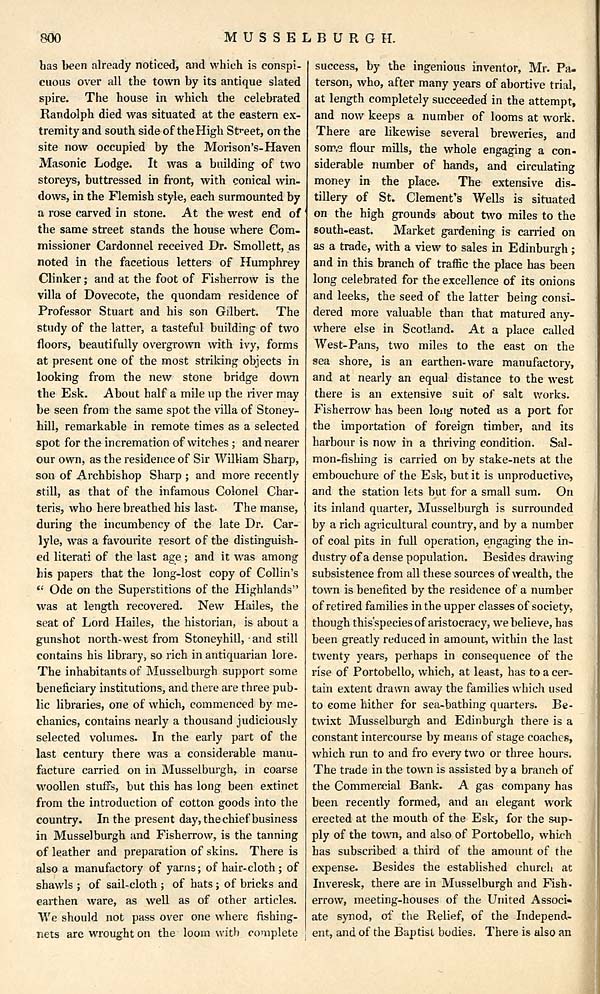 800
MUSSELBURGH.
has been already noticed, and which is conspi-
cuous over all the town by its antique slated
spire. The house in which the celebrated
Randolph died was situated at the eastern ex-
tremity and south side of the High Street, on the
site now occupied by the Morison's-Haven
Masonic Lodge. It was a building of two
storeys, buttressed in front, with conical win-
dows, in the Flemish style, each surmounted by
a rose carved in stone. At the west end of
the same street stands the house where Com-
missioner Cardonnel received Dr. Smollett, as
noted in the facetious letters of Humphrey
Clinker; and at the foot of Fisherrow is the
villa of Dovecote, the quondam residence of
Professor Stuart and his son Gilbert. The
study of the latter, a tasteful building of two
floors, beautifully overgrown with ivy, forms
at present one of the most striking objects in
looking from the new stone bridge down
the Esk. About half a mile up the river may
be seen from the same spot the villa of Stoney-
hill, remarkable in remote times as a selected
spot for the incremation of witches; and nearer
our own, as the residence of Sir William Sharp,
son of Archbishop Sharp; and more recently
still, as that of the infamous Colonel Char-
teris, who here breathed his last. The manse,
during the incumbency of the late Dr. Car-
lyle, was a favourite resort of the distinguish-
ed literati of the last age; and it was among
his papers that the long-lost copy of Collin's
" Ode on the Superstitions of the Highlands"
was at length recovered. New Hailes, the
seat of Lord Hailes, the historian, is about a
gunshot north-west from Stoneyhill, and still
contains his library, so rich in antiquarian lore.
The inhabitants of Musselburgh support some
beneficiary institutions, and there are three pub-
lic libraries, one of which, commenced by me-
chanics, contains nearly a thousand judiciously
selected volumes. In the early part of the
last century there was a considerable manu-
facture carried on in Musselburgh, in coarse
woollen stuffs, but this has long been extinct
from the introduction of cotton goods into the
country. In the present day, the chief business
in Musselburgh and Fisherrow, is the tanning
of leather and preparation of skins. There is
also a manufactory of yarns; of hair-cloth; of
shawls; of sail-cloth; of hats; of bricks and
earthen ware, as well as of other articles.
We should not pass over one where fishing-
nets are wrought on the loom with complete
success, by the ingenious inventor, Mr. Pa-
terson, who, after many years of abortive trial,
at length completely succeeded in the attempt,
and now keeps a number of looms at work.
There are likewise several breweries, and
some flour mills, the whole engaging a con-
siderable number of hands, and circulating
money in the place. The extensive dis-
tillery of St. Clement's Wells is situated
on the high grounds about two miles to the
south-east. Market gardening is carried on
as a trade, with a view to sales in Edinburgh;
and in this branch of traffic the place has been
long celebrated for the excellence of its onions
and leeks, the seed of the latter being consi-
dered more valuable than that matured any-
where else in Scotland. At a place called
West-Pans, two miles to the east on the
sea shore, is an earthen-ware manufactory,
and at nearly an equal distance to the west
there is an extensive suit of salt works.
Fisherrow has been long noted as a port for
the importation of foreign timber, and its
harbour is now in a thriving condition. Sal-
mon-fishing is carried on by stake-nets at the
embouchure of the Esk, but it is unproductive,
and the station lets but for a small sum. On
its inland quarter, Musselburgh is surrounded
by a rich agricultural country, and by a number
of coal pits in full operation, engaging the in-
dustry of a dense population. Besides drawing
subsistence from all these sources of wealth, the
town is benefited by the residence of a number
of retired families in the upper classes of society,
though this species of aristocracy, we believe, has
been greatly reduced in amount, within the last
twenty years, perhaps in consequence of the
rise of Portobello, which, at least, has to a cer-
tain extent drawn away the families which used
to come hither for sea-bathing quarters. Be-
twixt Musselburgh and Edinburgh there is a
constant intercourse by means of stage coaches,
which run to and fro every two or three hours.
The trade in the town is assisted by a branch of
the Commercial Bank. A gas company has
been recently formed, and an elegant work
erected at the mouth of the Esk, for the sup-
ply of the town, and also of Portobello, which
has subscribed a third of the amount of the
expense. Besides the established church at
Inveresk, there are in Musselburgh and Fish-
errow, meeting-houses of the United Associ-
ate synod, of the Relief, of the Independ-
ent, and of the Baptist bodies. There is also an